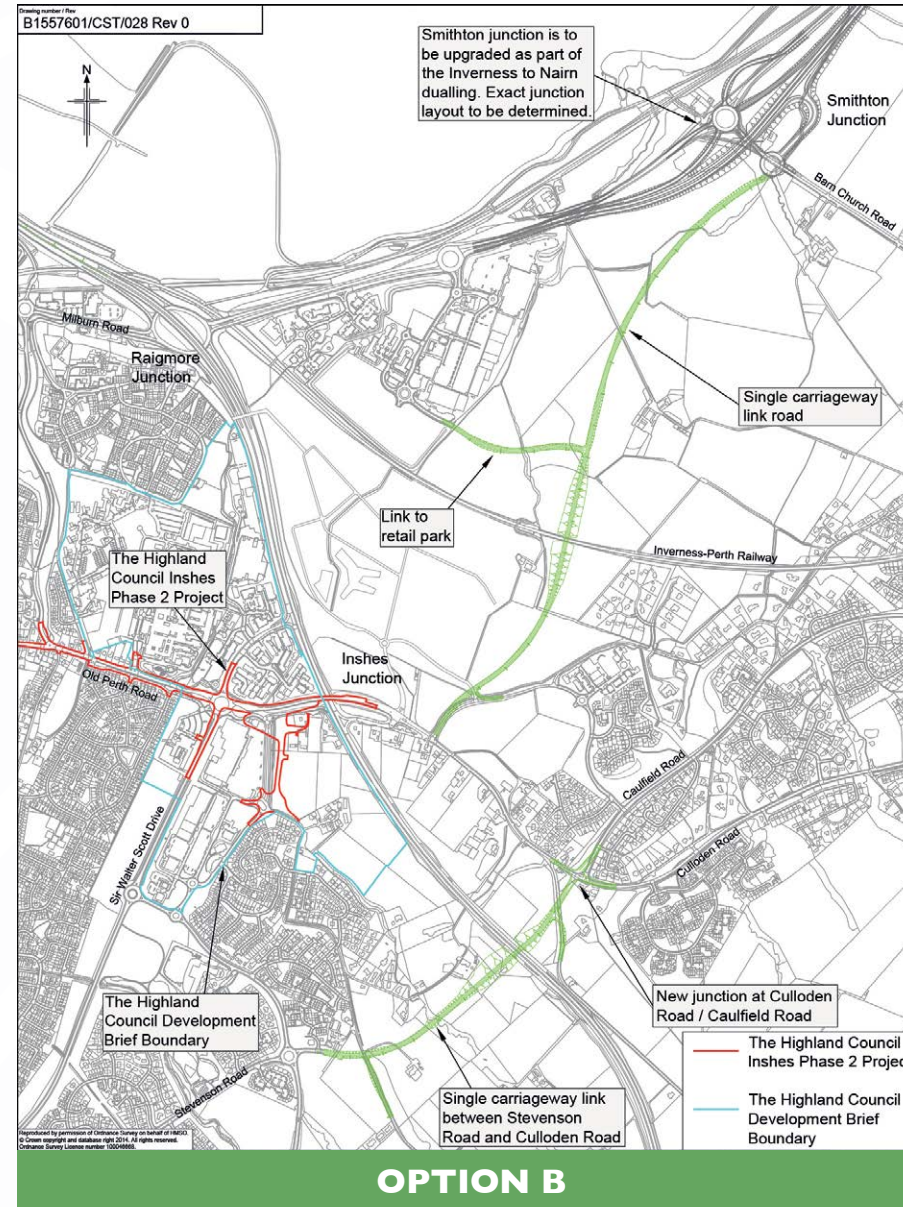 Drawing number / Rev
B1557601/CST/028 Rev 0
N
Smithton junction is to
be upgraded as part of
the Inverness to Nairn
dualling. Exact junction
layout to be determined.
Smithton
Junction
Barn Church Road
Milburn Road
Raigmore
Junction
Single carriageway
link road
Link to
retail park
Inverness-Perth Railway
The Highland
Council Inshes
Phase 2 Project
Inshes
Junction
Old Perth Road
Caulfield Road
Culloden Road
Sir Walter Scott Drive
New junction at Culloden
Road / Caulfield Road
The Highland
Council Development
Brief Boundary
Stevenson Road
Single carriageway link
between Stevenson
Road and Culloden Road
The Highland Council
Inshes Phase 2 Projec
The Highland Council
Development Brief
Boundary
Reproduced by permission of Ordnance Survey on behalf of HMSO.
© Crown copyright and database right 2014. All rights reserved.
Ordnance Survey Licence number 100046668.
OPTION B